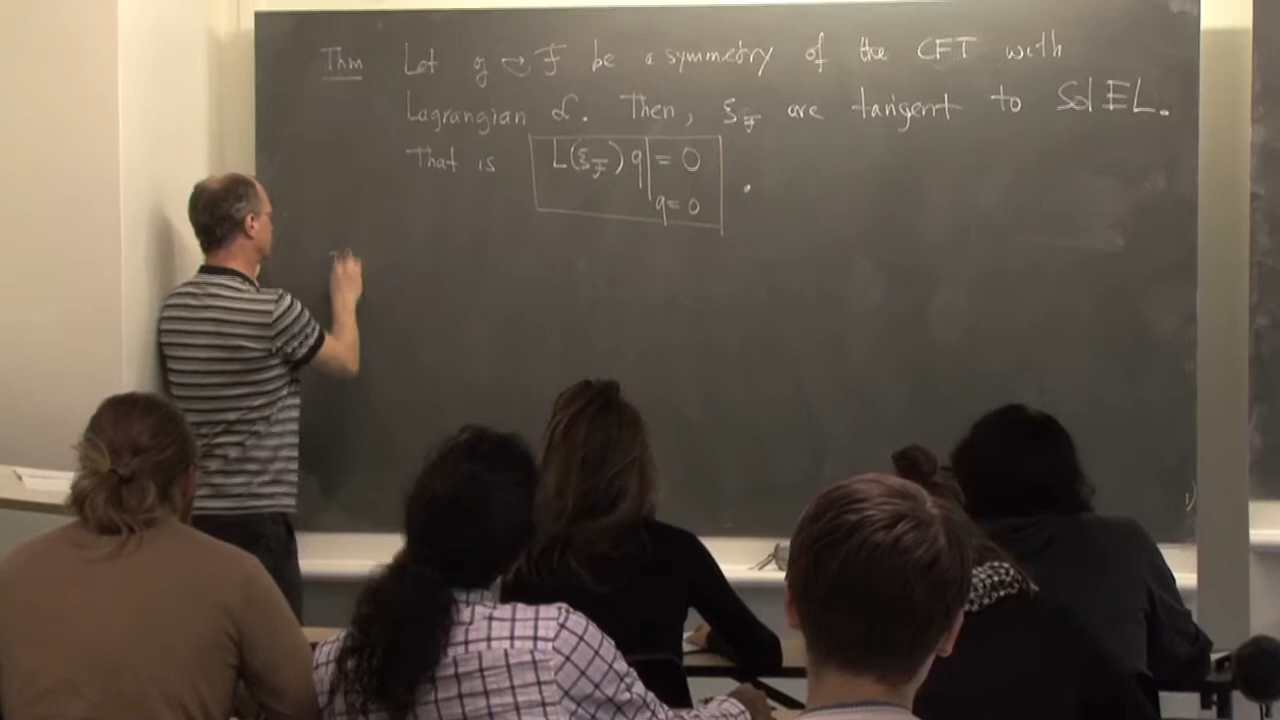 Thm Let 𝔤 ↪ F be a symmetry of the CFT with
Lagrangian ℒ. Then, ξ_F are tangent to Sol EL.
That is L(ξ_F) q|_{q=0} = 0.